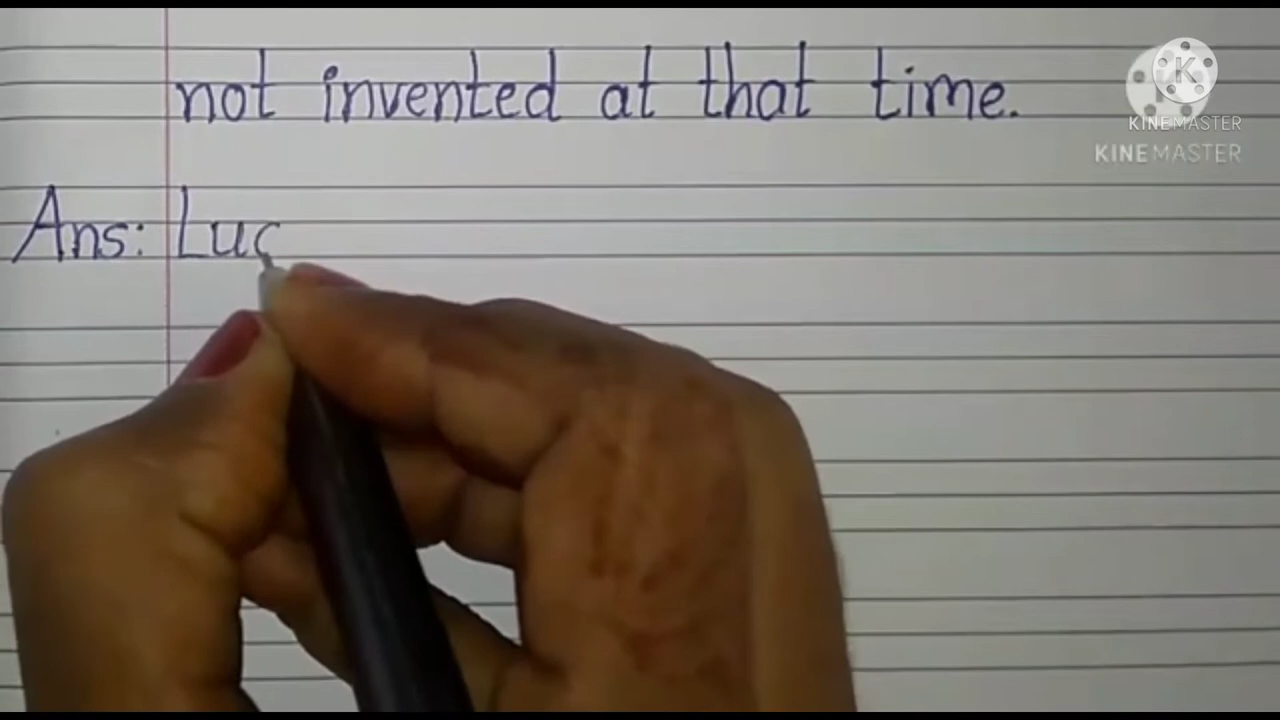 not invented at that time.
Ans: Luc
K
KINEMASTER
KINEMASTER